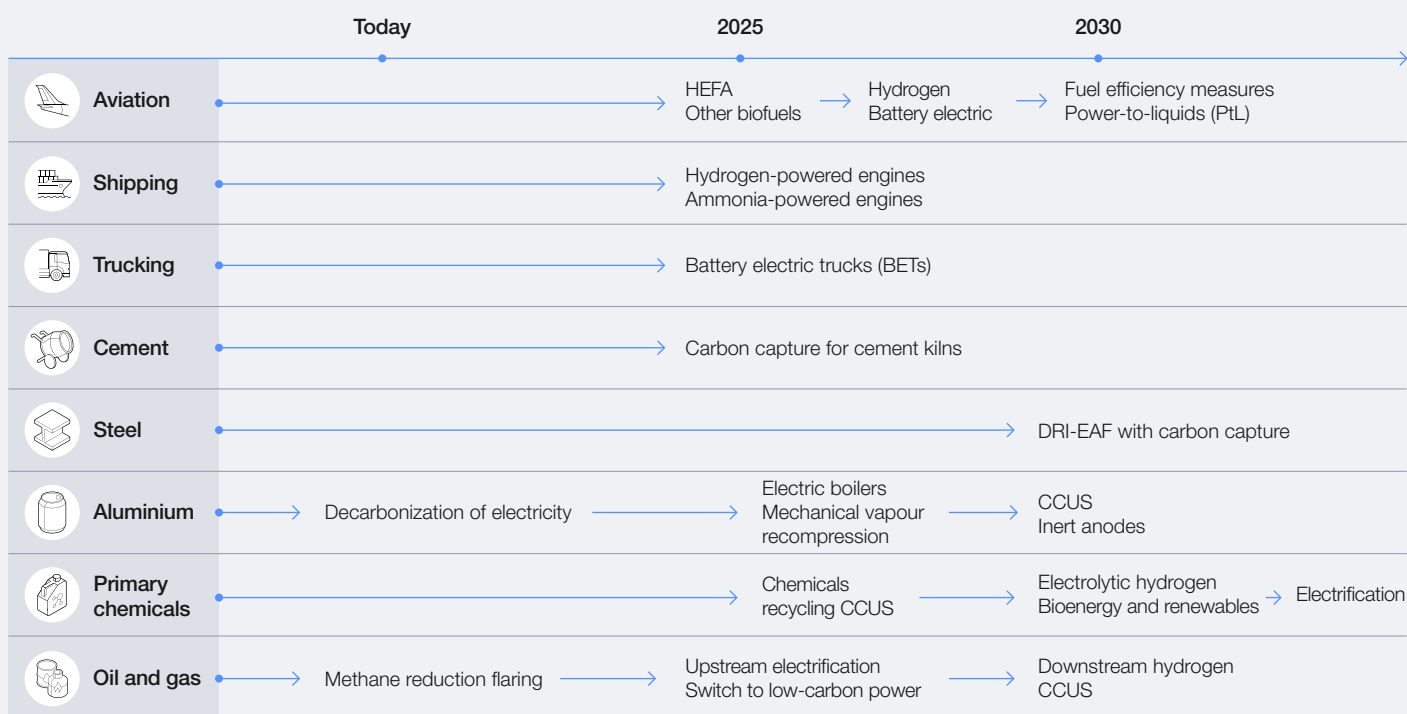 Today
2025
2030
Aviation
HEFA
Other biofuels
Hydrogen
Battery electric
Fuel efficiency measures
Power-to-liquids (PtL)
Shipping
Hydrogen-powered engines
Ammonia-powered engines
Trucking
Battery electric trucks (BETs)
Cement
Carbon capture for cement kilns
Steel
DRI-EAF with carbon capture
Aluminium
Decarbonization of electricity
Electric boilers
Mechanical vapour
recompression
CCUS
Inert anodes
Primary
chemicals
Chemicals
recycling CCUS
Electrolytic hydrogen
Bioenergy and renewables
Electrification
Oil and gas
Methane reduction flaring
Upstream electrification
Switch to low-carbon power
Downstream hydrogen
CCUS